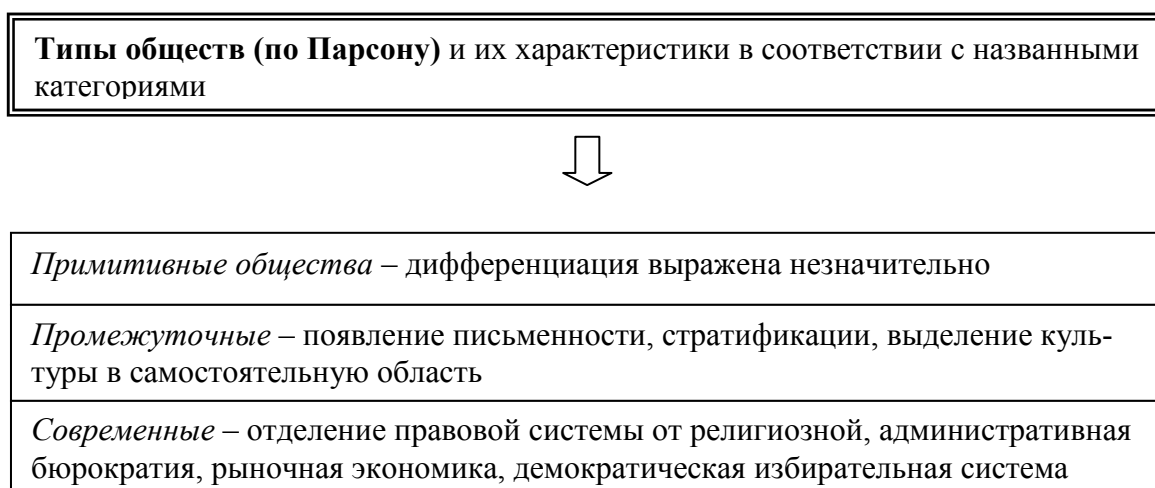 Типы обществ (по Парсону) и их характеристики в соответствии с названными
категориями
Примитивные общества – дифференциация выражена незначительно
Промежуточные – появление письменности, стратификации, выделение куль-
туры в самостоятельную область
Современные – отделение правовой системы от религиозной, административная
бюрократия, рыночная экономика, демократическая избирательная система